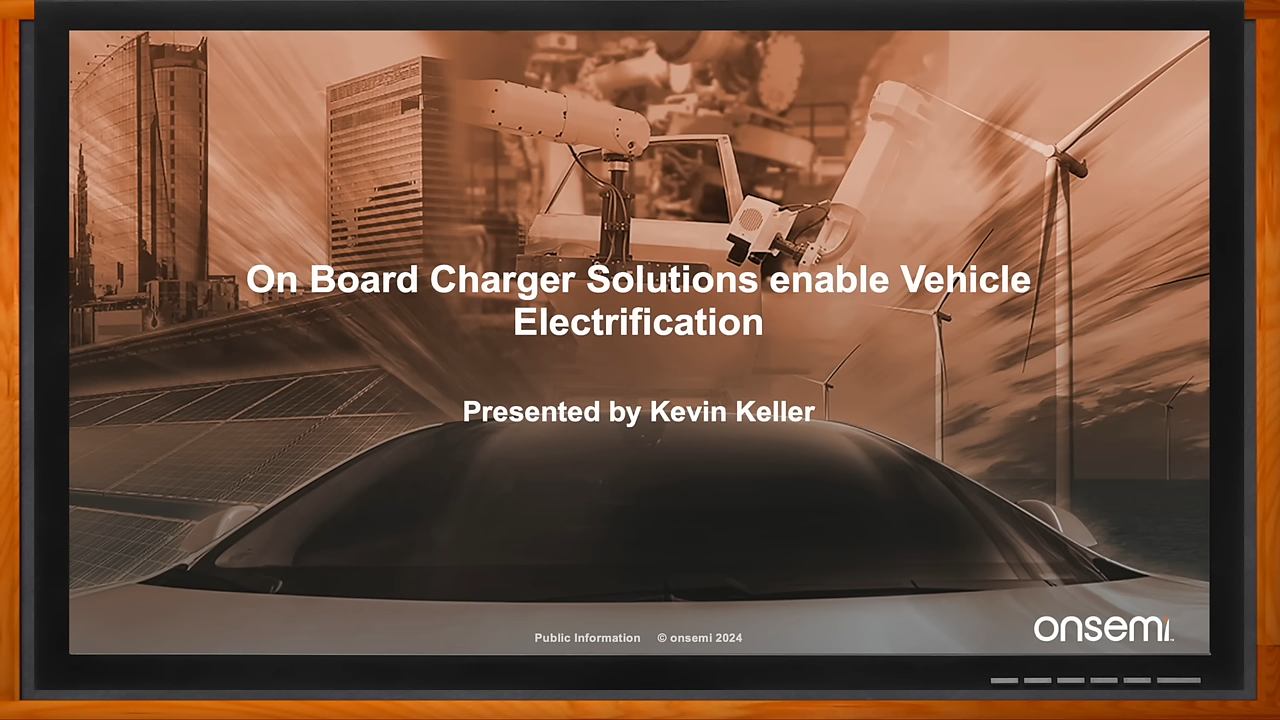 On Board Charger Solutions enable Vehicle
Electrification
Presented by Kevin Keller
Public Information © onsemi 2024
onsemi